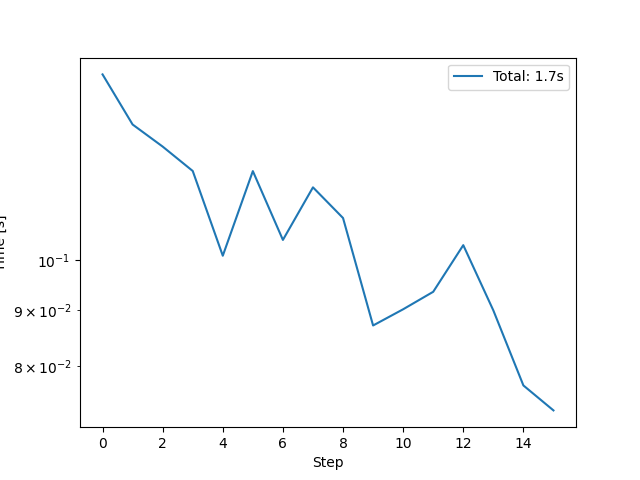 Total: 1.7s
Time [s]
10⁻¹
9 × 10⁻²
8 × 10⁻²
0 2 4 6 8 10 12 14
Step